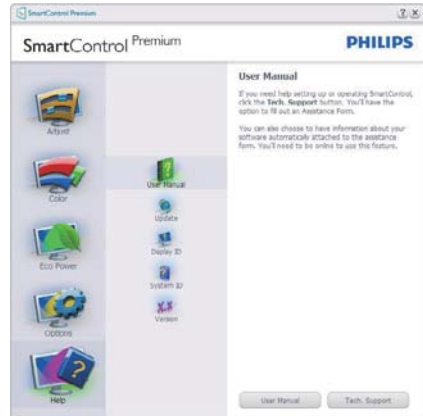 SmartControl Premium
SmartControl Premium
PHILIPS
Adjust
Color
Eco Power
Options
Help
User Manual
Update
Display ID
System ID
Version
User Manual
If you need help setting up or operating SmartControl,
click the Tech. Support button. You'll have the
option to fill out an Assistance Form.
You can also choose to have information about your
software automatically attached to the assistance
form. You'll need to be online to use this feature.
User Manual
Tech. Support